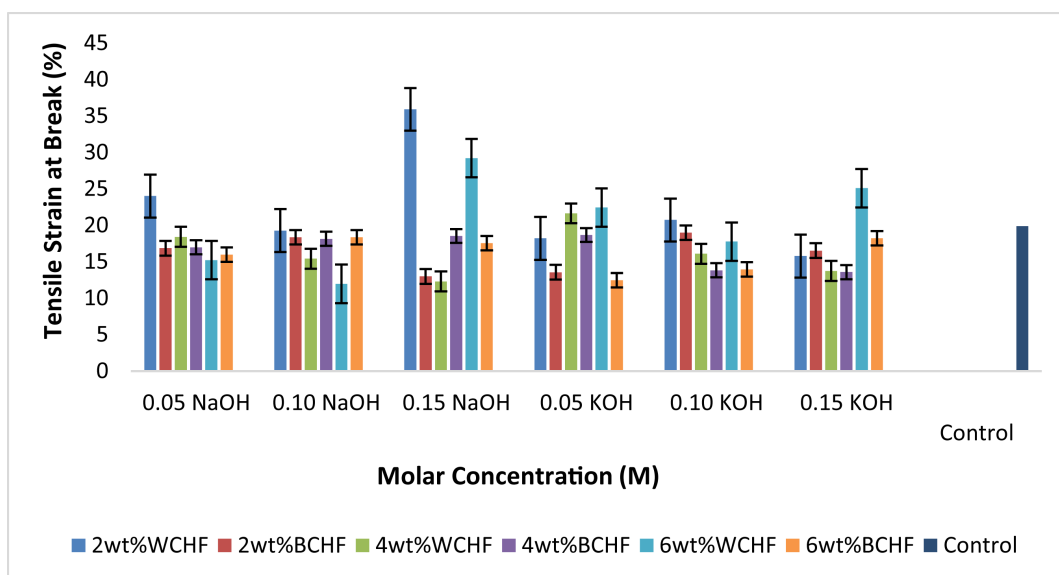 Tensile Strain at Break (%)
45
40
35
30
25
20
15
10
5
0
0.05 NaOH 0.10 NaOH 0.15 NaOH 0.05 KOH 0.10 KOH 0.15 KOH
Control
Molar Concentration (M)
2wt%WCHF 2wt%BCHF 4wt%WCHF 4wt%BCHF 6wt%WCHF 6wt%BCHF Control